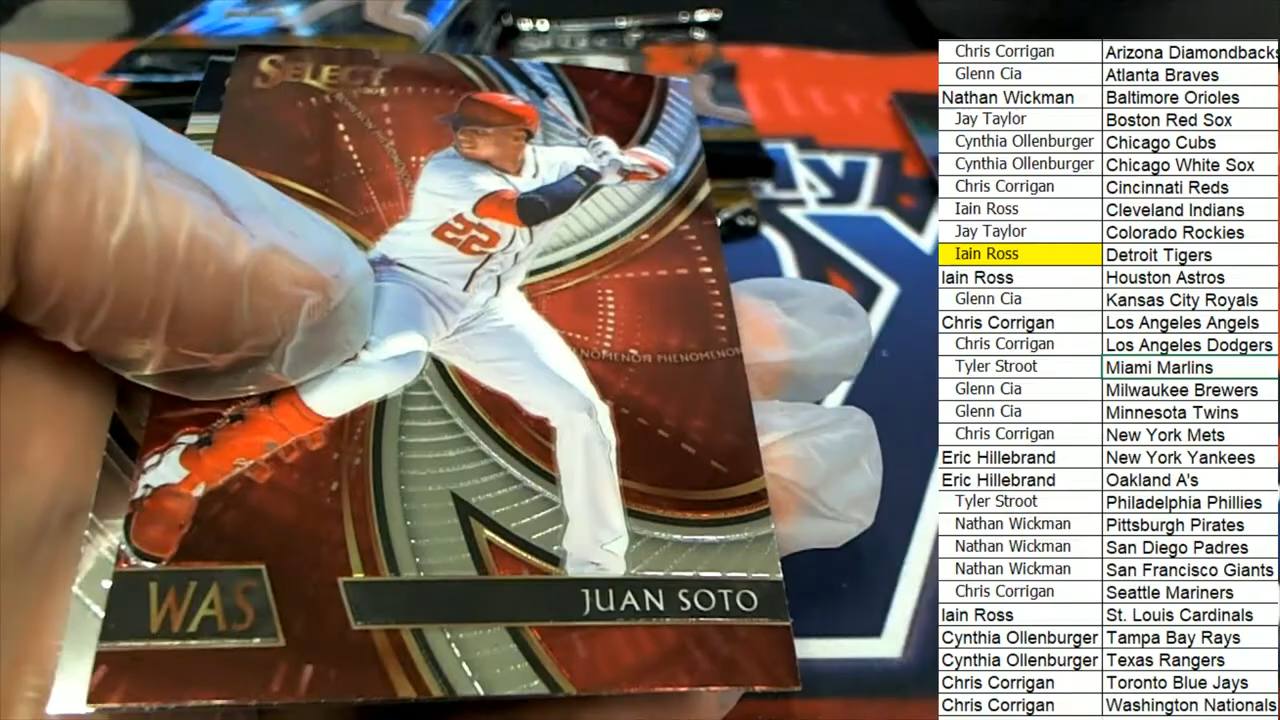 SELECT
22
PHENOMENON PHENOMENON
WAS
JUAN SOTO
Chris Corrigan Arizona Diamondbacks
Glenn Cia Atlanta Braves
Nathan Wickman Baltimore Orioles
Jay Taylor Boston Red Sox
Cynthia Ollenburger Chicago Cubs
Cynthia Ollenburger Chicago White Sox
Chris Corrigan Cincinnati Reds
Iain Ross Cleveland Indians
Jay Taylor Colorado Rockies
Iain Ross Detroit Tigers
Iain Ross Houston Astros
Glenn Cia Kansas City Royals
Chris Corrigan Los Angeles Angels
Chris Corrigan Los Angeles Dodgers
Tyler Stroot Miami Marlins
Glenn Cia Milwaukee Brewers
Glenn Cia Minnesota Twins
Chris Corrigan New York Mets
Eric Hillebrand New York Yankees
Eric Hillebrand Oakland A's
Tyler Stroot Philadelphia Phillies
Nathan Wickman Pittsburgh Pirates
Nathan Wickman San Diego Padres
Nathan Wickman San Francisco Giants
Chris Corrigan Seattle Mariners
Iain Ross St. Louis Cardinals
Cynthia Ollenburger Tampa Bay Rays
Cynthia Ollenburger Texas Rangers
Chris Corrigan Toronto Blue Jays
Chris Corrigan Washington Nationals